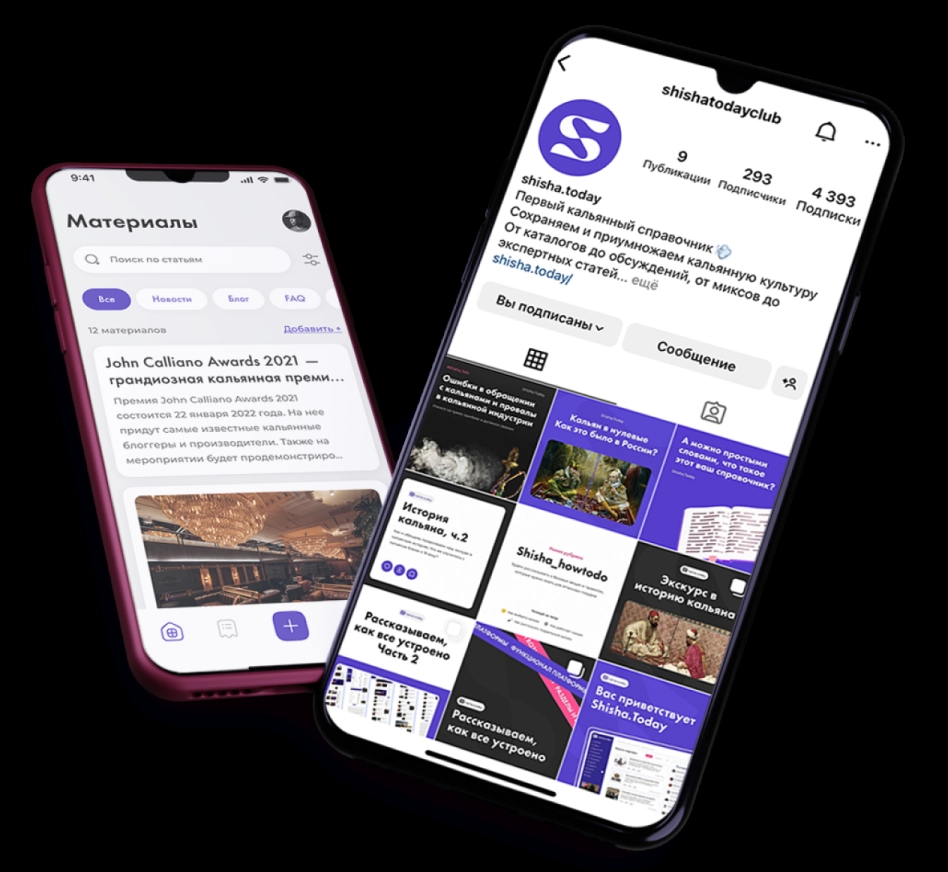 9:41
Материалы
Поиск по статьям
Все
Новости
Блог
FAQ
12 материалов
Добавить +
John Calliano Awards 2021 —
грандиозная кальянная преми...
Премия John Calliano Awards 2021
состоится 22 января 2022 года. На нее
придут самые известные кальянные
блоггеры и производители. Также на
мероприятии будет продемонстриро...
shishatodayclub
9
Публикации
293
Подписчики
4 393
Подписки
shisha.today
Первый кальянный справочник
Сохраняем и приумножаем кальянную культуру
От каталогов до обсуждений, от миксов до
экспертных статей... ещё
shisha.today/
Вы подписаны
Сообщение
Ошибки в обращении
с кальянами и провалы
в кальянной индустрии
Кальян в нулевые
Как это было в России?
А можно простыми
словами, что такое
этот ваш справочник?
История
кальяна, ч.2
Новая рубрика
Shisha_howtodo
Экскурс в
историю кальяна
Рассказываем,
как все устроено
Часть 2
ФУНКЦИОНАЛ ПЛАТФОРМЫ
Рассказываем,
как все устроено
Вас приветствует
Shisha.Today